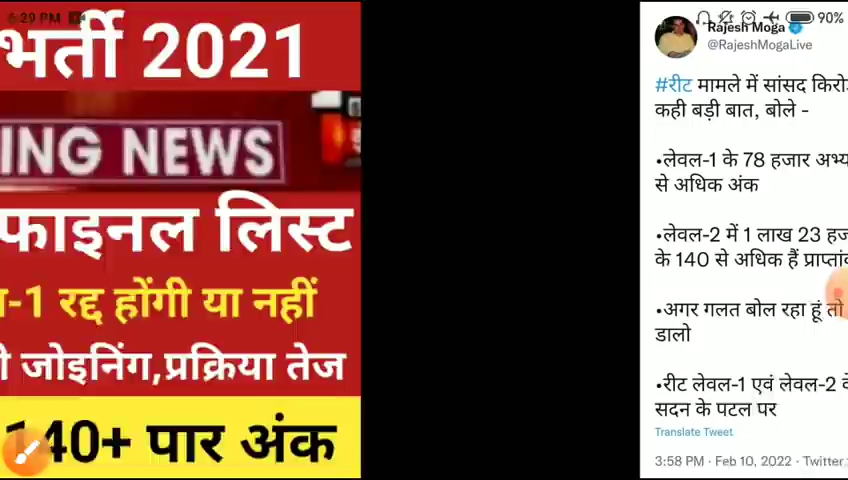 6:29 PM
भर्ती 2021
ING NEWS
फाइनल लिस्ट
-1 रद्द होंगी या नहीं
जोइनिंग,प्रक्रिया तेज
140+ पार अंक
90%
Rajesh Moga
@RajeshMogaLive
#रीट मामले में सांसद
कही बड़ी बात, बोले -
•लेवल-1 के 78 हजार
से अधिक अंक
•लेवल-2 में 1 लाख 23
के 140 से अधिक हैं
•अगर गलत बोल रहा हूं तो
डालो
•रीट लेवल-1 एवं लेवल-2
सदन के पटल पर
Translate Tweet
3:58 PM · Feb 10, 2022 · Twitter